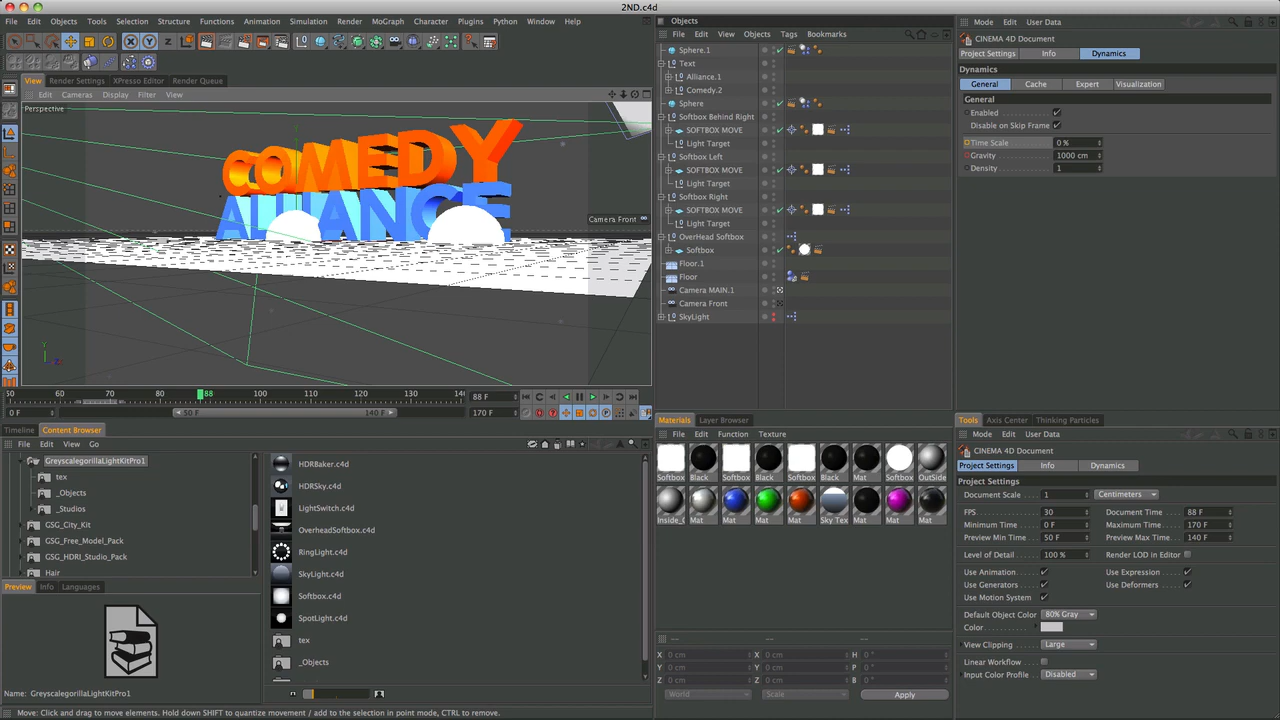 2ND.c4d
File Edit Objects Tools Selection Structure Functions Animation Simulation Render MoGraph Character Plugins Python Window Help
View Render Settings XPresso Editor Render Queue
Edit Cameras Display Filter View
Perspective
COMEDY
ALLIANCE
Camera Front
Y
Z
50 60 70 88 100 110 120 130 14
88 F
0 F 50 F 140 F 170 F
Timeline Content Browser
File Edit View Go
GreyscalegorillaLightKitPro1
tex
_Objects
_Studios
GSG_City_Kit
GSG_Free_Model_Pack
GSG_HDRI_Studio_Pack
Hair
HDRBaker.c4d
HDRSky.c4d
LightSwitch.c4d
OverheadSoftbox.c4d
RingLight.c4d
SkyLight.c4d
Softbox.c4d
SpotLight.c4d
tex
_Objects
Preview Info Languages
Name: GreyscalegorillaLightKitPro1
Move: Click and drag to move elements. Hold down SHIFT to quantize movement / add to the selection in point mode, CTRL to remove.
Objects
File Edit View Objects Tags Bookmarks
Sphere.1
Text
Alliance.1
Comedy.2
Sphere
Softbox Behind Right
SOFTBOX MOVE
Light Target
Softbox Left
SOFTBOX MOVE
Light Target
Softbox Right
SOFTBOX MOVE
Light Target
OverHead Softbox
Softbox
Floor.1
Floor
Camera MAIN.1
Camera Front
SkyLight
Materials Layer Browser
File Edit Function Texture
Softbox Black Softbox Black Softbox Black Mat Softbox OutSide
Inside_ Mat Mat Mat Mat Sky Tex Mat Mat Mat
-- -- --
X 0 cm X 0 cm H 0 °
Y 0 cm Y 0 cm P 0 °
Z 0 cm Z 0 cm B 0 °
World Scale Apply
Mode Edit User Data
CINEMA 4D Document
Project Settings Info Dynamics
Dynamics
General Cache Expert Visualization
General
Enabled
Disable on Skip Frame
Time Scale 0 %
Gravity 1000 cm
Density 1
Tools Axis Center Thinking Particles
Mode Edit User Data
CINEMA 4D Document
Project Settings Info Dynamics
Project Settings
Document Scale 1 Centimeters
FPS 30 Document Time 88 F
Minimum Time 0 F Maximum Time 170 F
Preview Min Time 50 F Preview Max Time 140 F
Level of Detail 100 % Render LOD in Editor
Use Animation Use Expression
Use Generators Use Deformers
Use Motion System
Default Object Color 80% Gray
Color
View Clipping Large
Linear Workflow
Input Color Profile Disabled